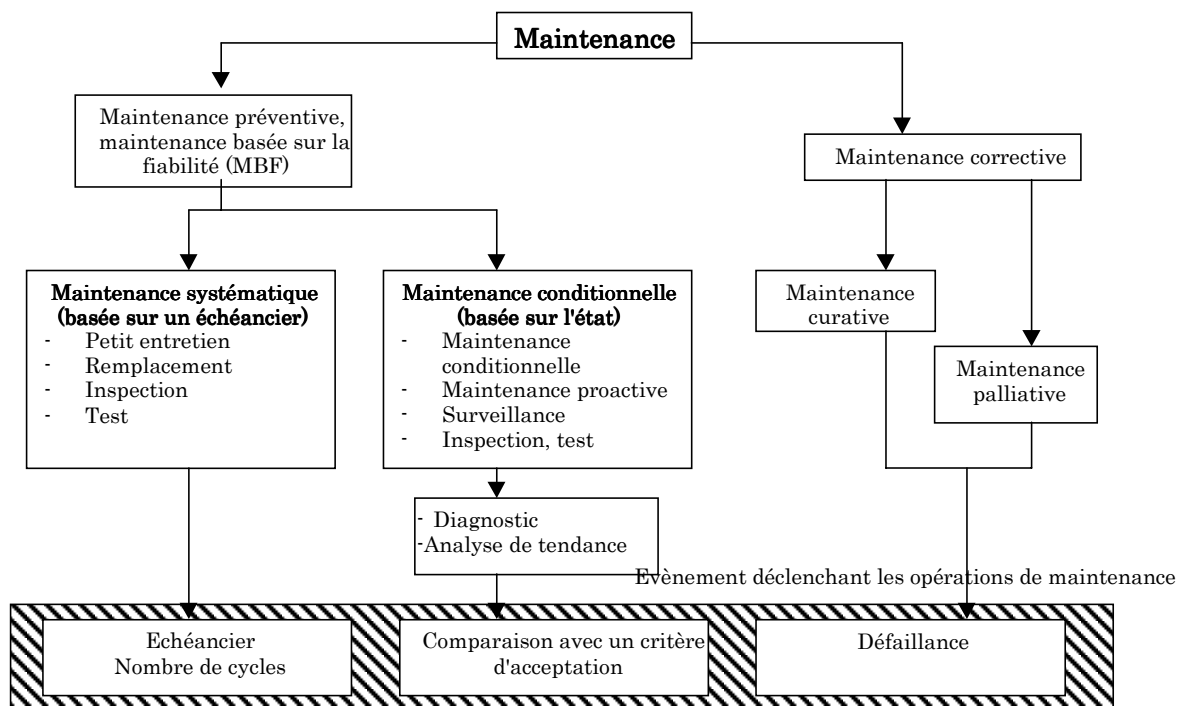 Maintenance
Maintenance préventive,
maintenance basée sur la
fiabilité (MBF)
Maintenance corrective
Maintenance systématique
(basée sur un échéancier)
- Petit entretien
- Remplacement
- Inspection
- Test
Maintenance conditionnelle
(basée sur l'état)
- Maintenance
conditionnelle
- Maintenance proactive
- Surveillance
- Inspection, test
Maintenance
curative
Maintenance
palliative
- Diagnostic
-Analyse de tendance
Evènement déclenchant les opérations de maintenance
Echéancier
Nombre de cycles
Comparaison avec un critère
d'acceptation
Défaillance